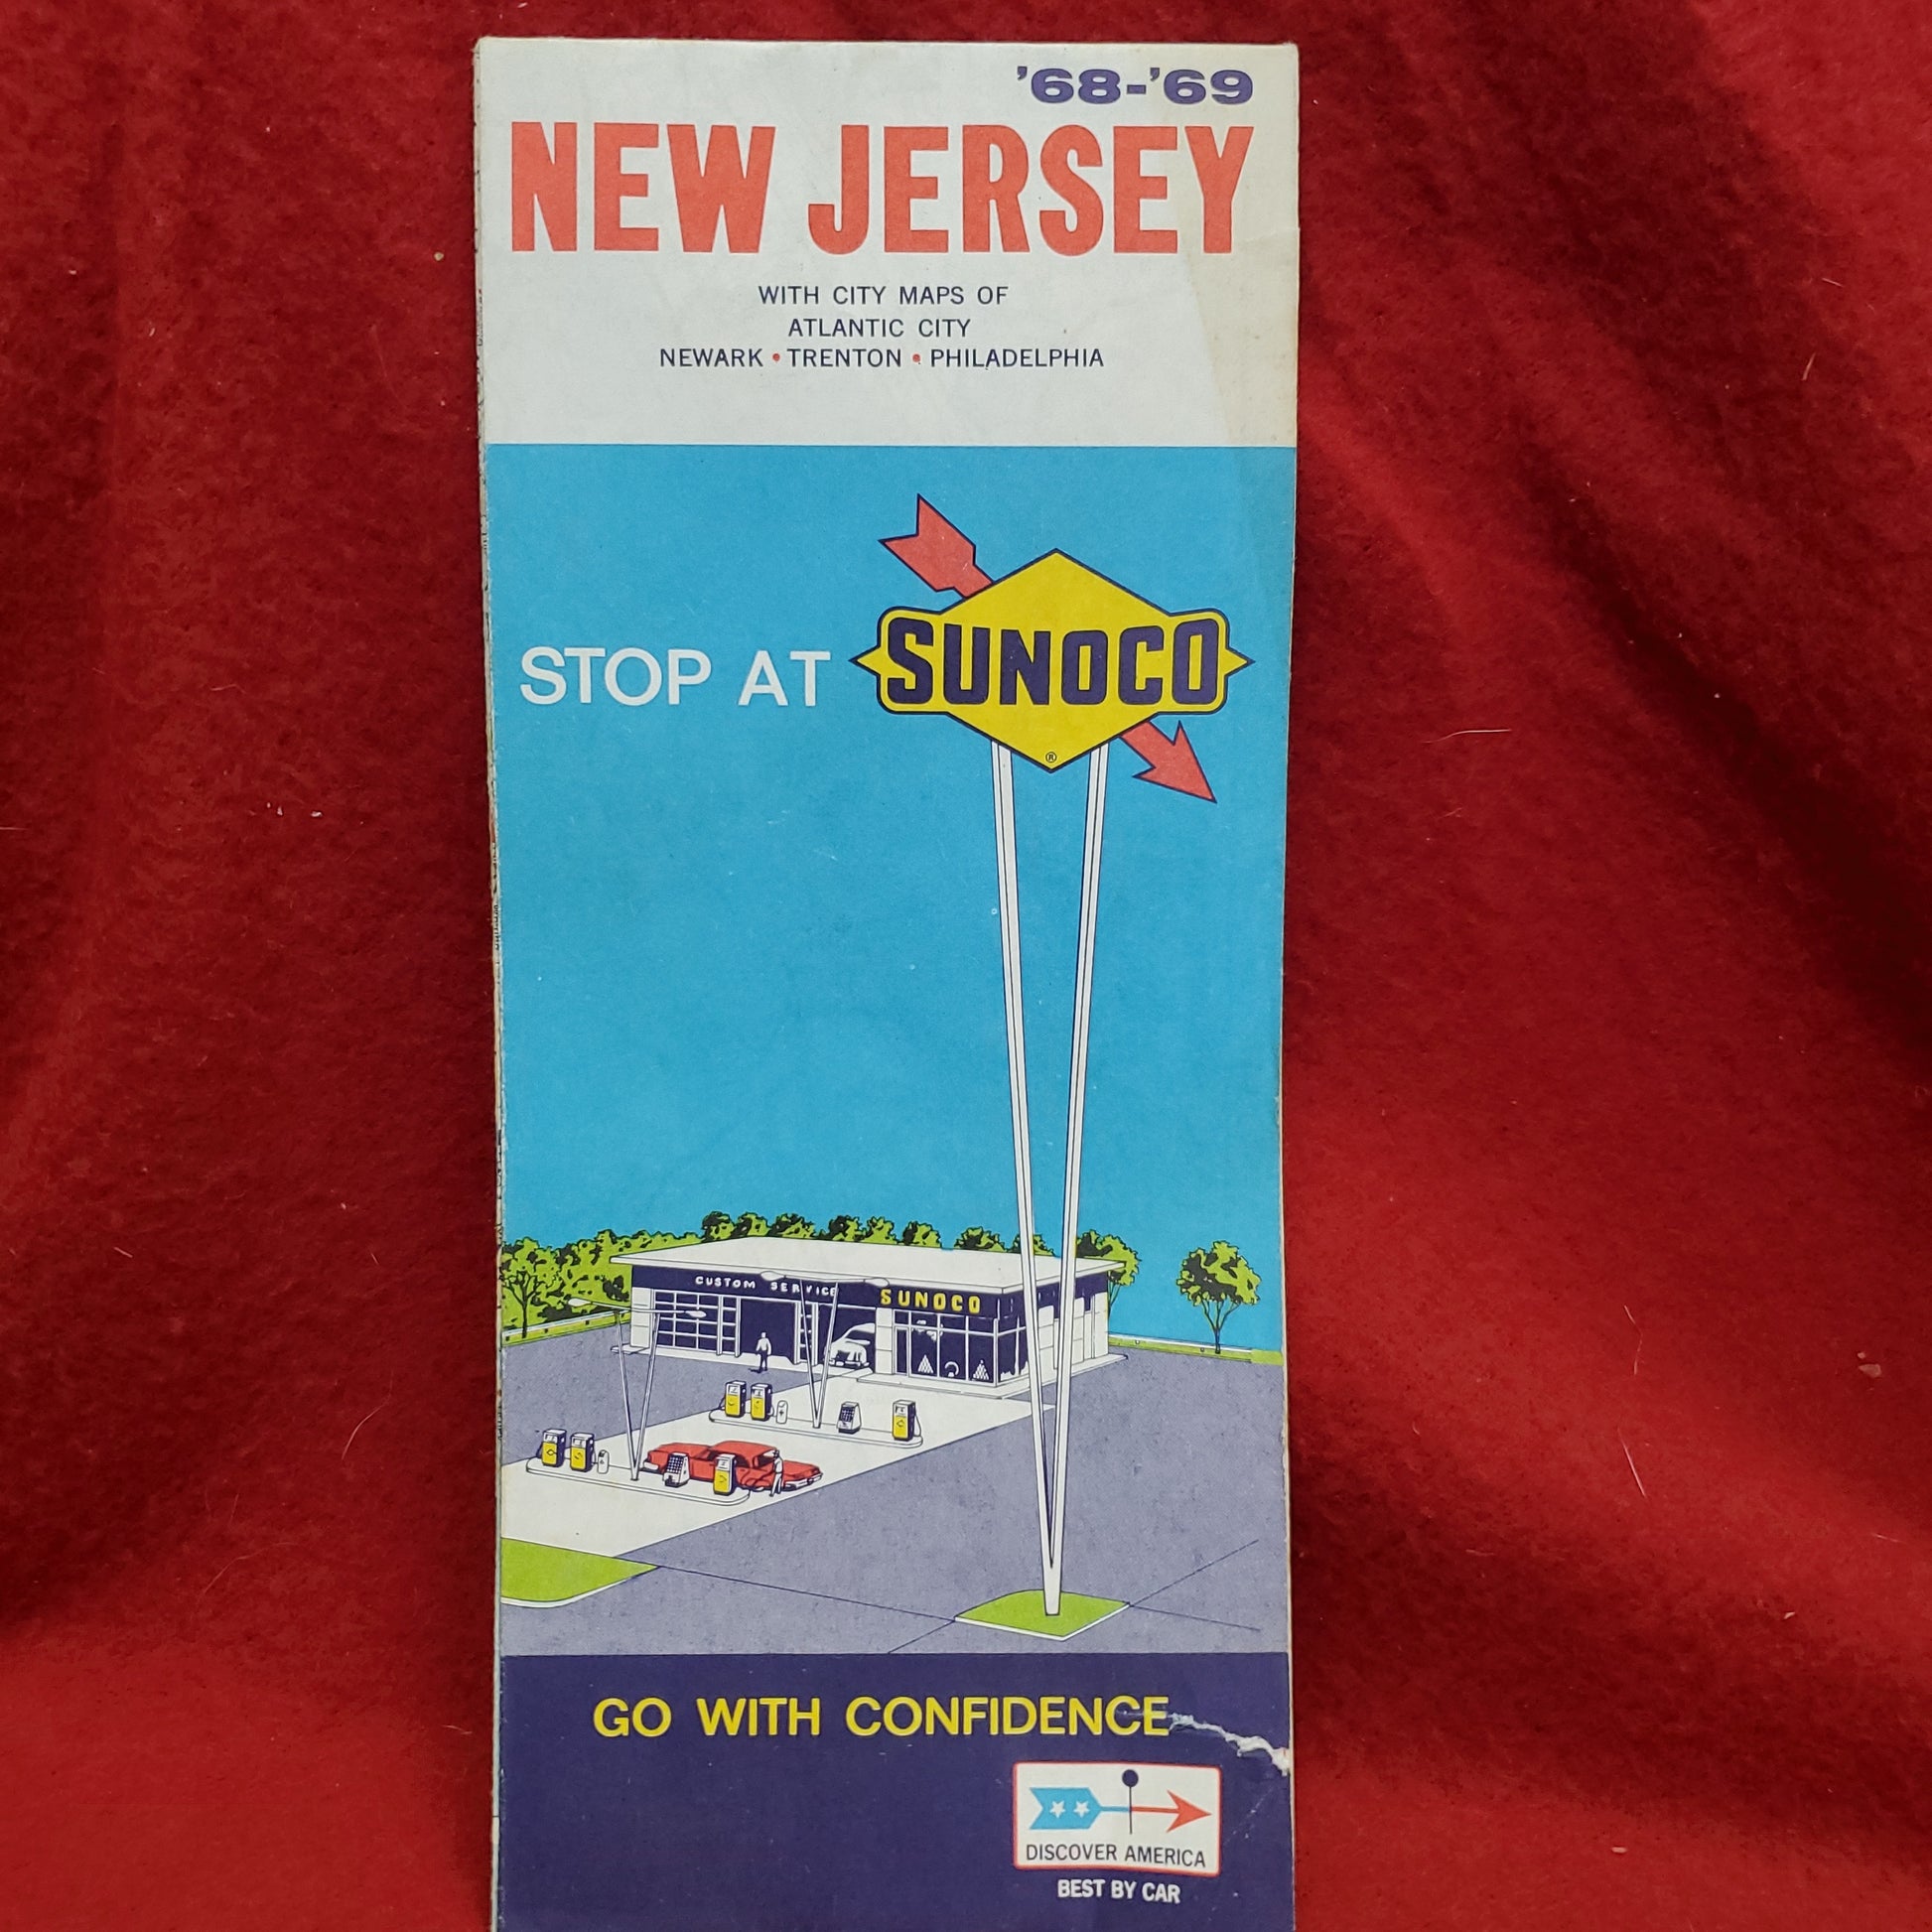 ’68-’69
NEW JERSEY
WITH CITY MAPS OF
ATLANTIC CITY
NEWARK • TRENTON • PHILADELPHIA
STOP AT SUNOCO
®
CUSTOM SERVICE SUNOCO
GO WITH CONFIDENCE
DISCOVER AMERICA
BEST BY CAR